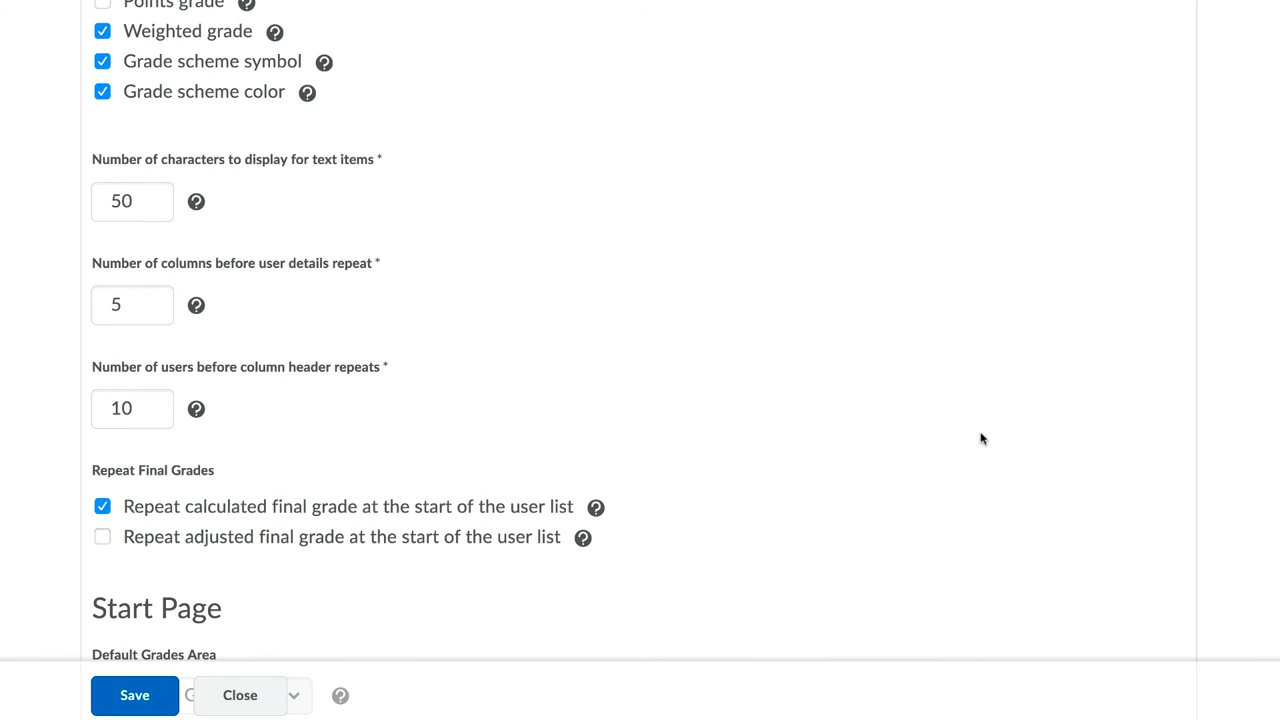 Points grade
Weighted grade
Grade scheme symbol
Grade scheme color
Number of characters to display for text items *
50
Number of columns before user details repeat *
5
Number of users before column header repeats *
10
Repeat Final Grades
Repeat calculated final grade at the start of the user list
Repeat adjusted final grade at the start of the user list
Start Page
Default Grades Area
Save
Close